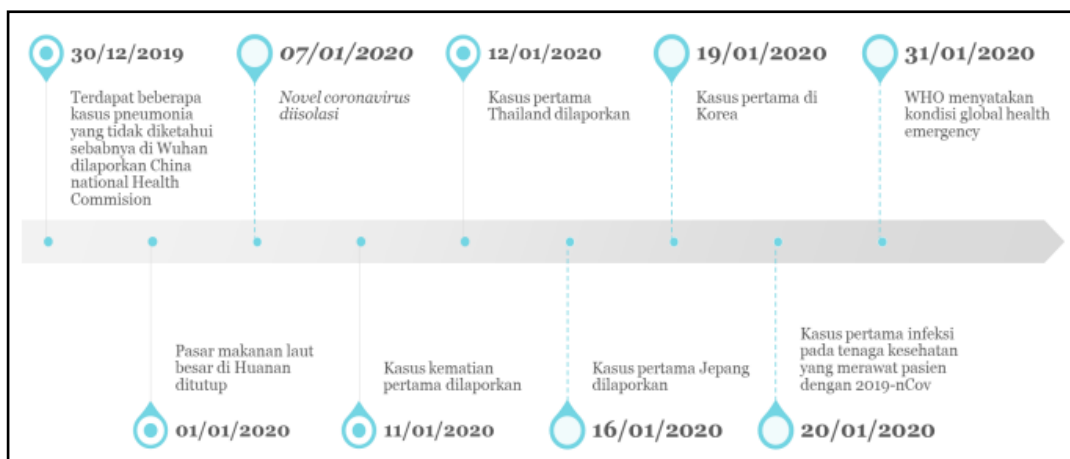 30/12/2019
Terdapat beberapa
kasus pneumonia
yang tidak diketahui
sebabnya di Wuhan
dilaporkan China
national Health
Commision
07/01/2020
Novel coronavirus
diisolasi
12/01/2020
Kasus pertama
Thailand dilaporkan
19/01/2020
Kasus pertama di
Korea
31/01/2020
WHO menyatakan
kondisi global health
emergency
Pasar makanan laut
besar di Huanan
ditutup
01/01/2020
Kasus kematian
pertama dilaporkan
11/01/2020
Kasus pertama Jepang
dilaporkan
16/01/2020
Kasus pertama infeksi
pada tenaga kesehatan
yang merawat pasien
dengan 2019-nCov
20/01/2020